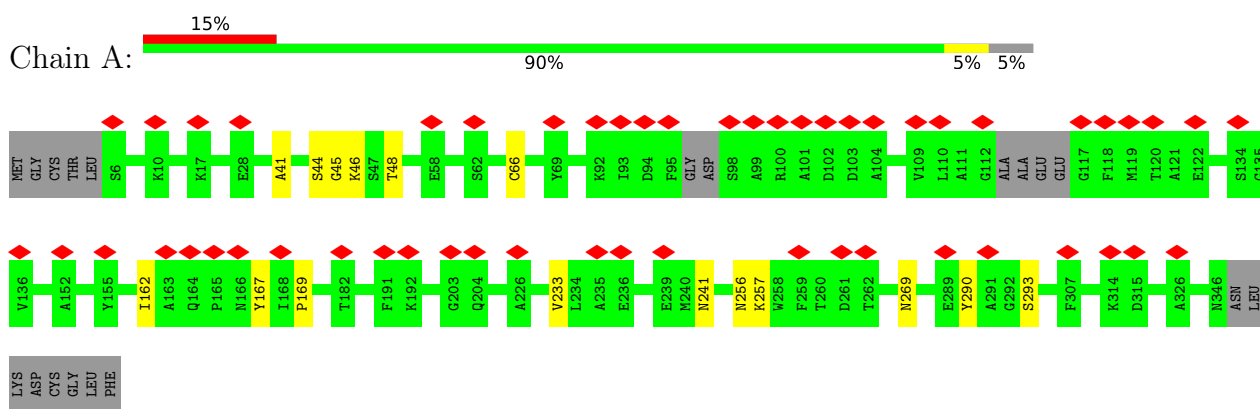 15%
Chain A:
90% 5% 5%
MET GLY CYS THR LEU S6 K10 K17 E28 A41 S44 G45 K46 S47 T48 E58 S62 C66 Y69 K92 I93 D94 F95 GLY ASP S98 A99 R100 A101 D102 D103 A104 V109 L110 A111 G112 ALA ALA GLU GLU G117 F118 M119 T120 A121 E122 S134 G135
V136 A152 Y155 I162 A163 Q164 P165 N166 Y167 I168 P169 T182 F191 K192 G203 Q204 A226 V233 L234 A235 E236 E239 M240 N241 N256 K257 W258 F259 T260 D261 T262 N269 E289 Y290 A291 G292 S293 F307 K314 D315 A326 N346 ASN LEU
LYS ASP CYS GLY LEU PHE